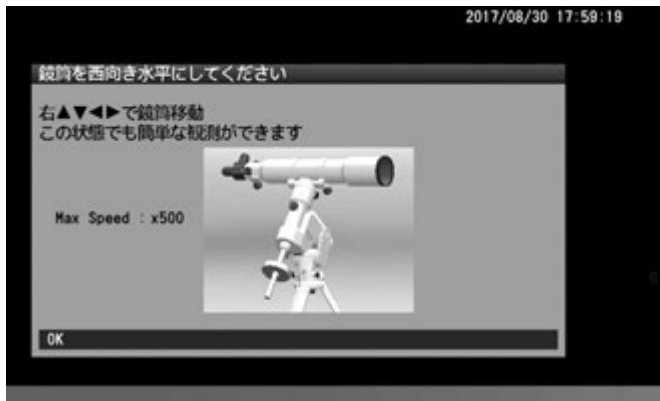 2017/08/30 17:59:19
鏡筒を西向き水平にしてください
右▲▼◀▶で鏡筒移動
この状態でも簡単な観測ができます
Max Speed : x500
OK